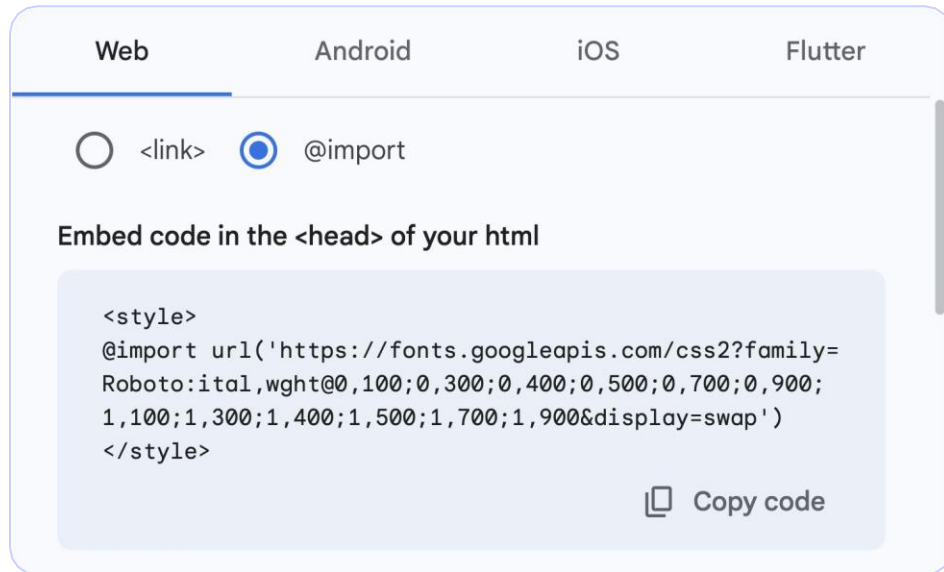 Web Android iOS Flutter
<link> @import
Embed code in the <head> of your html
<style>
@import url('https://fonts.googleapis.com/css2?family=
Roboto:ital,wght@0,100;0,300;0,400;0,500;0,700;0,900;
1,100;1,300;1,400;1,500;1,700;1,900&display=swap')
</style>
Copy code